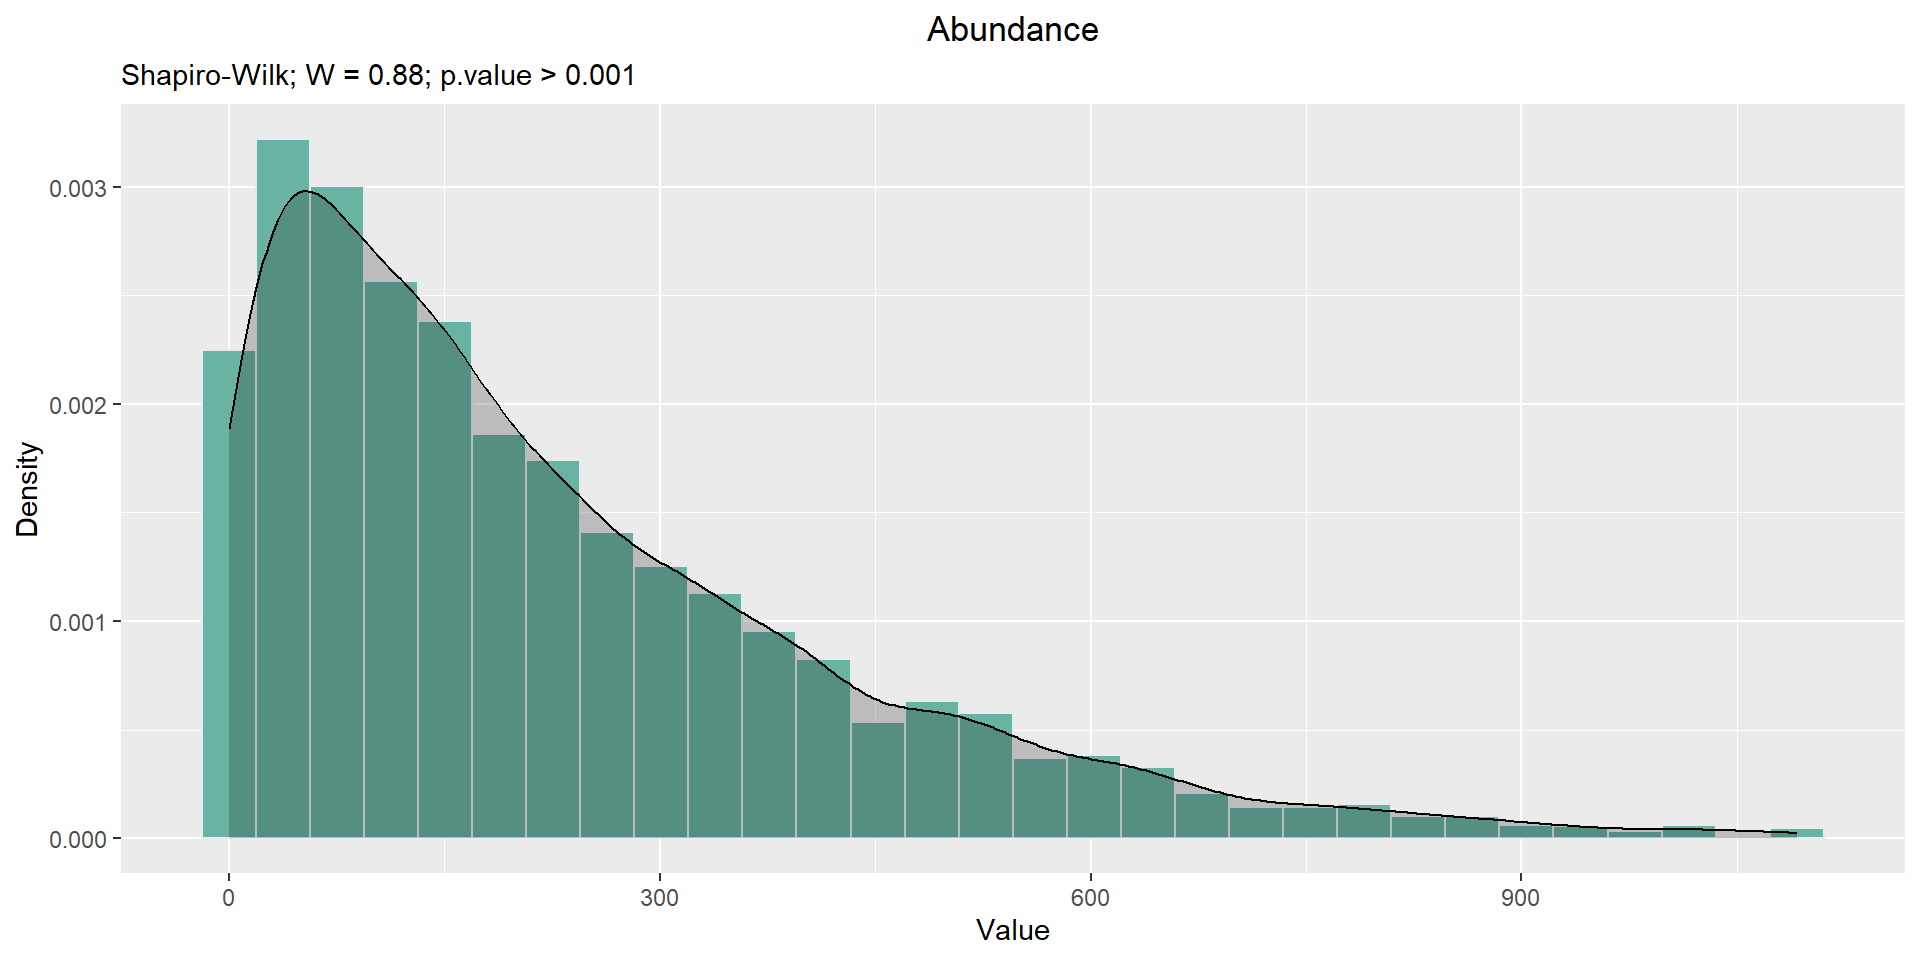 Abundance
Shapiro-Wilk; W = 0.88; p.value > 0.001
0.003
0.002
0.001
0.000
Density
0 300 600 900
Value